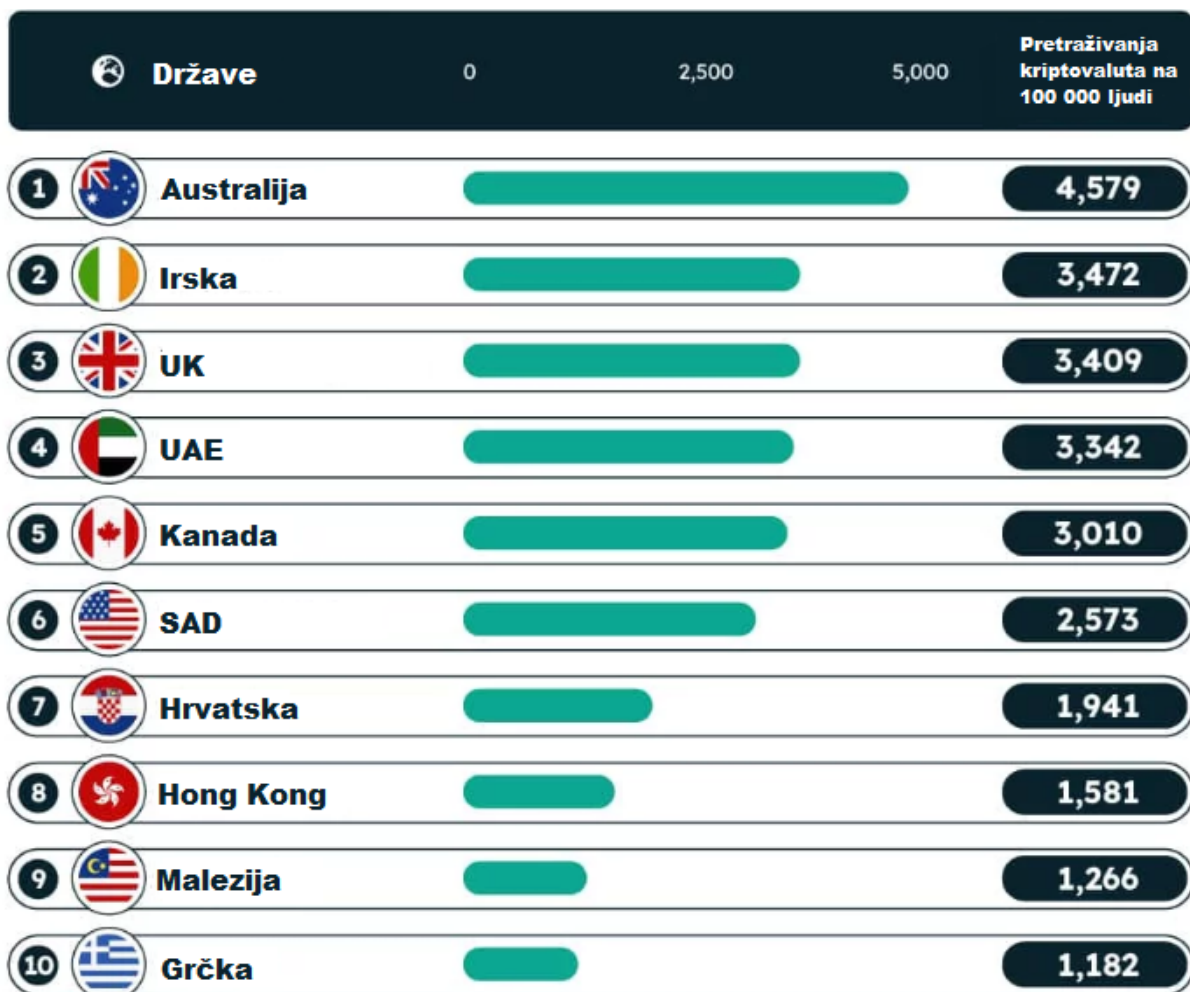 Države 0 2,500 5,000 Pretraživanja
kriptovaluta na
100 000 ljudi
1 Australija 4,579
2 Irska 3,472
3 UK 3,409
4 UAE 3,342
5 Kanada 3,010
6 SAD 2,573
7 Hrvatska 1,941
8 Hong Kong 1,581
9 Malezija 1,266
10 Grčka 1,182